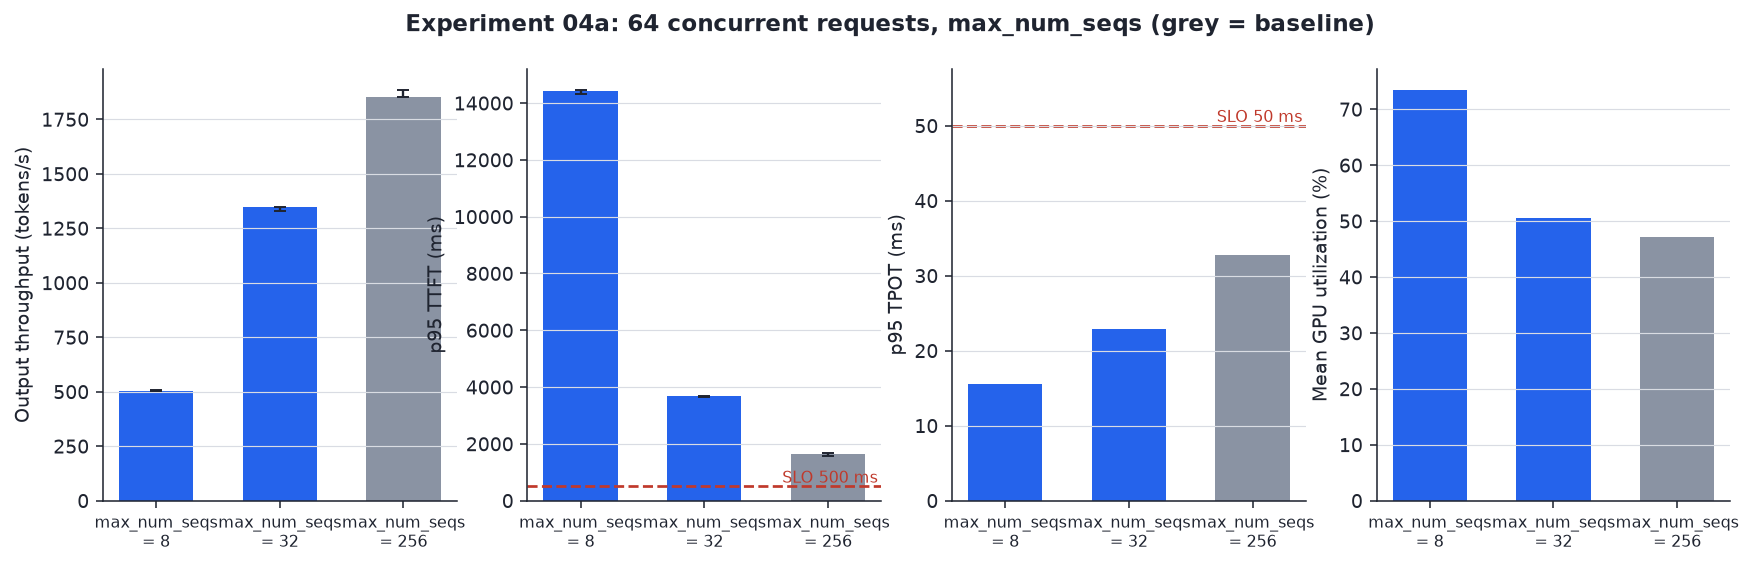 Experiment 04a: 64 concurrent requests, max_num_seqs (grey = baseline)
Output throughput (tokens/s)
1750
1500
1250
1000
750
500
250
0
max_num_seqs
= 8
max_num_seqs
= 32
max_num_seqs
= 256
p95 TTFT (ms)
14000
12000
10000
8000
6000
4000
2000
0
SLO 500 ms
max_num_seqs
= 8
max_num_seqs
= 32
max_num_seqs
= 256
p95 TPOT (ms)
50
40
30
20
10
0
SLO 50 ms
max_num_seqs
= 8
max_num_seqs
= 32
max_num_seqs
= 256
Mean GPU utilization (%)
70
60
50
40
30
20
10
0
max_num_seqs
= 8
max_num_seqs
= 32
max_num_seqs
= 256